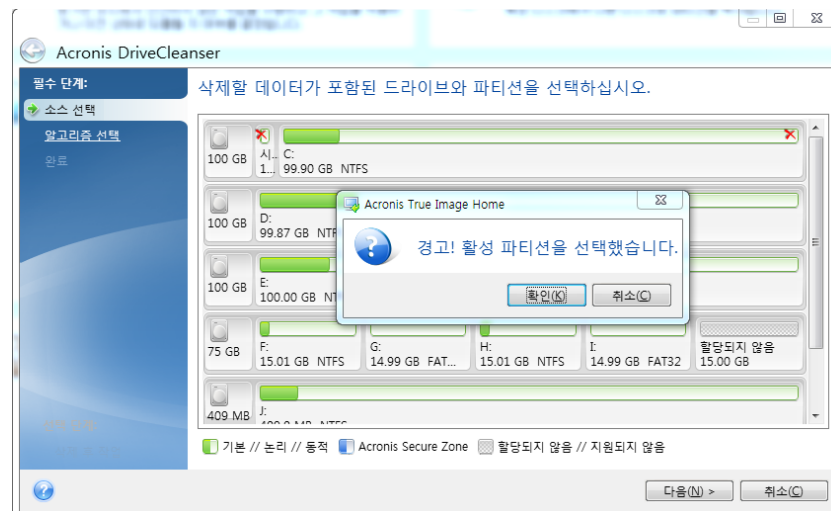 Acronis DriveCleanser
필수 단계:
소스 선택
알고리즘 선택
완료
삭제할 데이터가 포함된 드라이브와 파티션을 선택하십시오.
100 GB
시..
1...
C:
99.90 GB NTFS
100 GB
D:
99.87 GB NTF
100 GB
E:
100.00 GB NT
Acronis True Image Home
경고! 활성 파티션을 선택했습니다.
확인(K)
취소(C)
75 GB
F:
15.01 GB NTFS
G:
14.99 GB FAT...
H:
15.01 GB NTFS
I:
14.99 GB FAT32
할당되지 않음
15.00 GB
409 MB
J:
기본 // 논리 // 동적 Acronis Secure Zone 할당되지 않음 // 지원되지 않음
다음(N) >
취소(C)